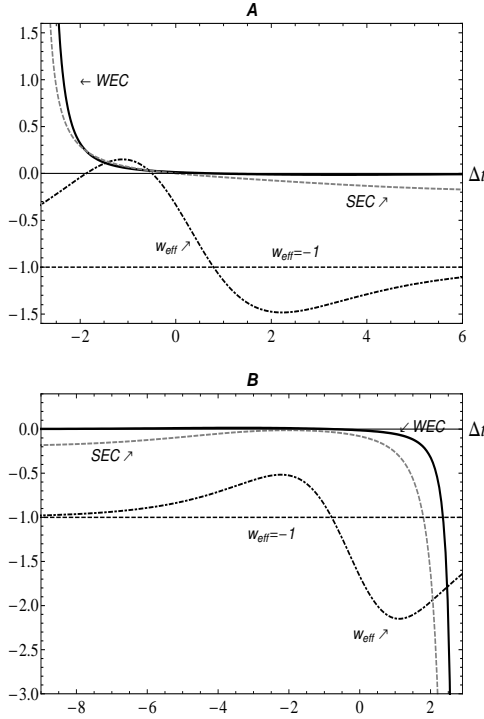 A
1.5
← WEC
1.0
0.5
0.0
Δt
SEC ↗
−0.5
w_eff ↗
w_eff=−1
−1.0
−1.5
−2 0 2 4 6
B
0.0
↙ WEC
Δt
SEC ↗
−0.5
−1.0
w_eff=−1
−1.5
−2.0
w_eff ↗
−2.5
−3.0
−8 −6 −4 −2 0 2